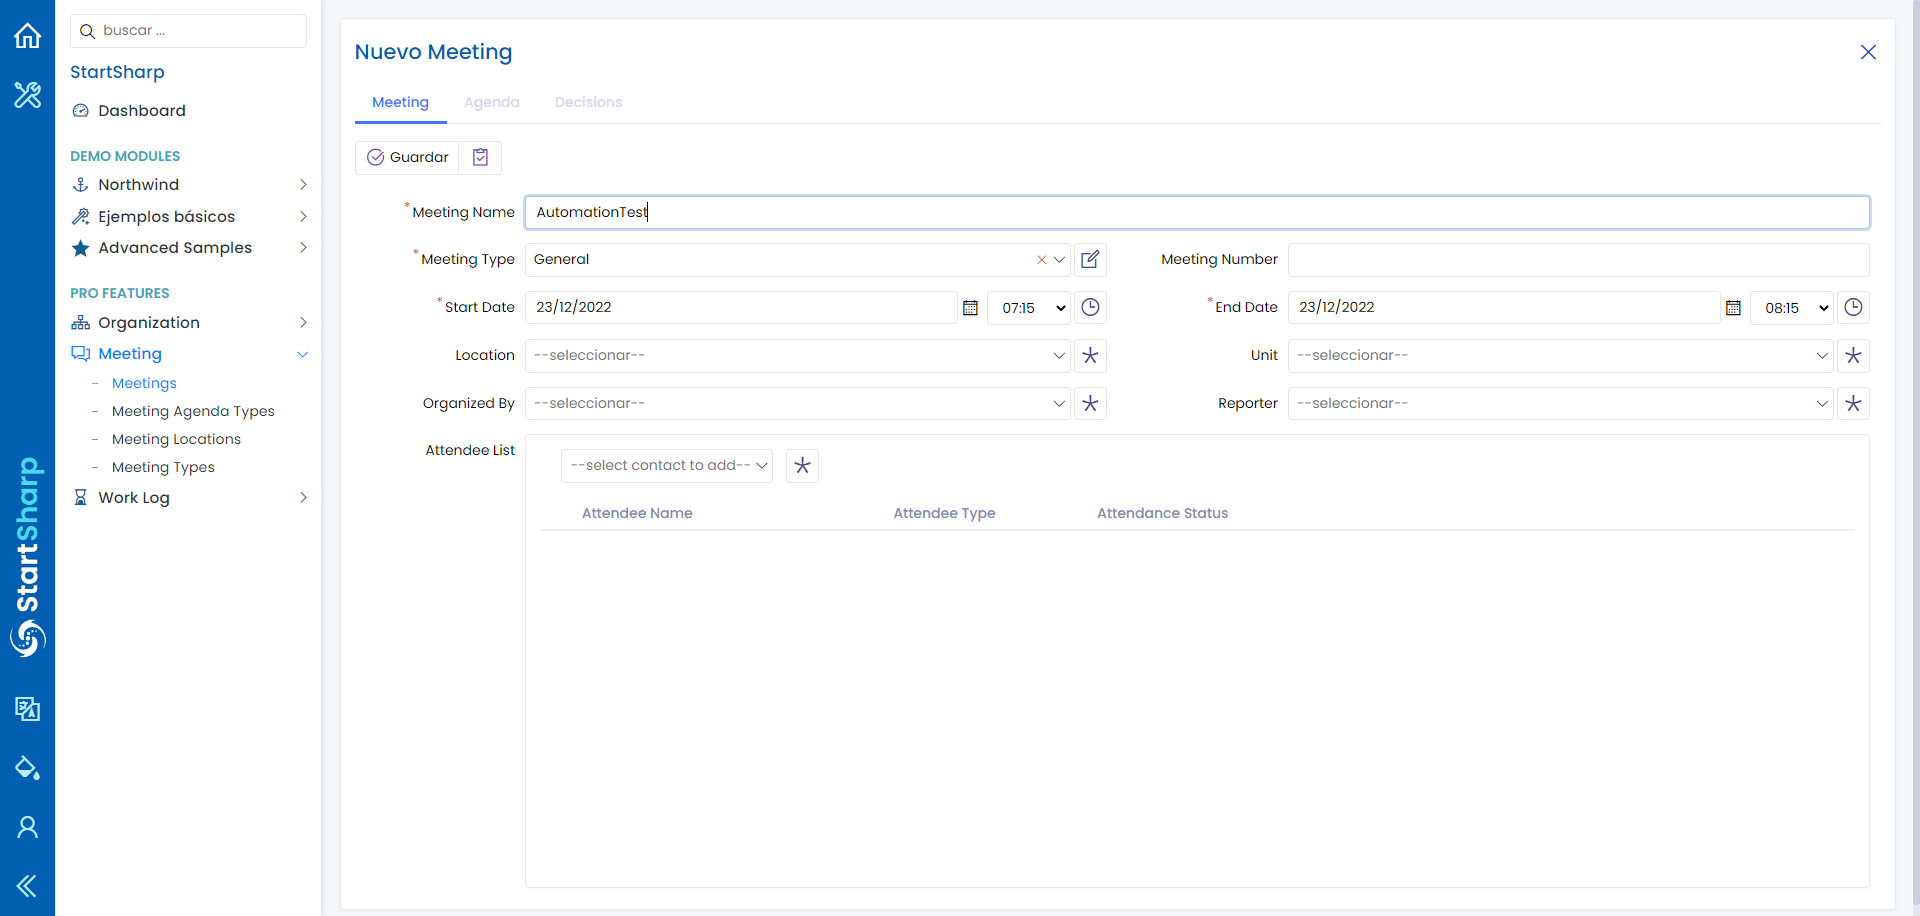 buscar ...
StartSharp
Dashboard
DEMO MODULES
Northwind
Ejemplos básicos
Advanced Samples
PRO FEATURES
Organization
Meeting
Meetings
Meeting Agenda Types
Meeting Locations
Meeting Types
Work Log
StartSharp
Nuevo Meeting
Meeting Agenda Decisions
Guardar
*Meeting Name AutomationTest
*Meeting Type General Meeting Number
*Start Date 23/12/2022 07:15 *End Date 23/12/2022 08:15
Location --seleccionar-- Unit --seleccionar--
Organized By --seleccionar-- Reporter --seleccionar--
Attendee List
--select contact to add--
Attendee Name Attendee Type Attendance Status